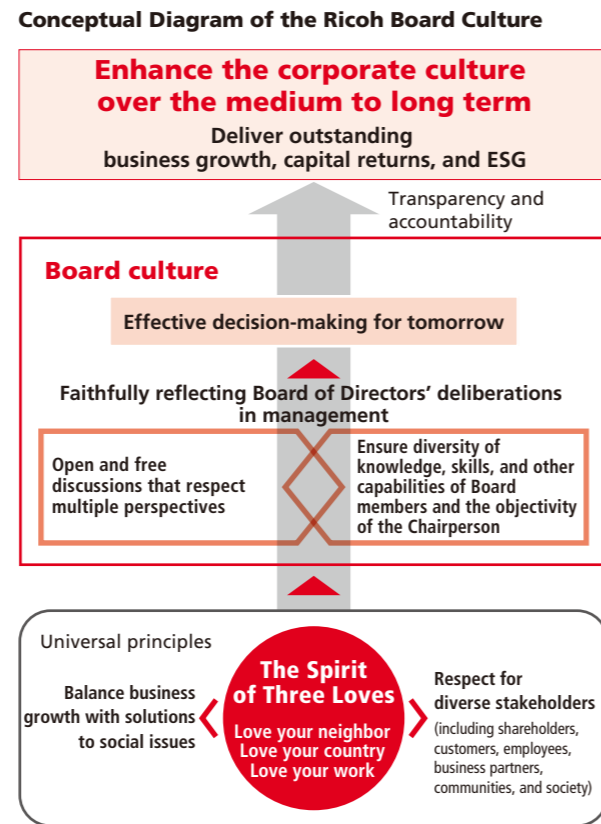 Conceptual Diagram of the Ricoh Board Culture
Enhance the corporate culture
over the medium to long term
Deliver outstanding
business growth, capital returns, and ESG
Transparency and
accountability
Board culture
Effective decision-making for tomorrow
Faithfully reflecting Board of Directors’ deliberations
in management
Open and free
discussions that respect
multiple perspectives
Ensure diversity of
knowledge, skills, and other
capabilities of Board
members and the objectivity
of the Chairperson
Universal principles
Balance business
growth with solutions
to social issues
The Spirit
of Three Loves
Love your neighbor
Love your country
Love your work
Respect for
diverse stakeholders
(including shareholders,
customers, employees,
business partners,
communities, and society)